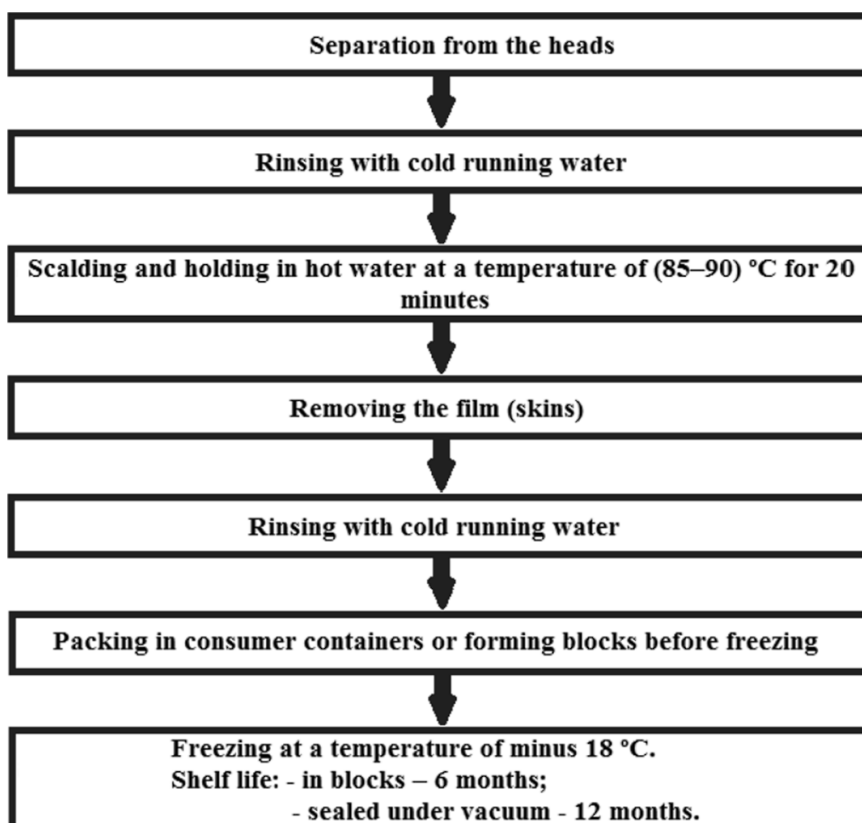 Separation from the heads
Rinsing with cold running water
Scalding and holding in hot water at a temperature of (85–90) ºC for 20
minutes
Removing the film (skins)
Rinsing with cold running water
Packing in consumer containers or forming blocks before freezing
Freezing at a temperature of minus 18 ºC.
Shelf life: - in blocks – 6 months;
- sealed under vacuum - 12 months.